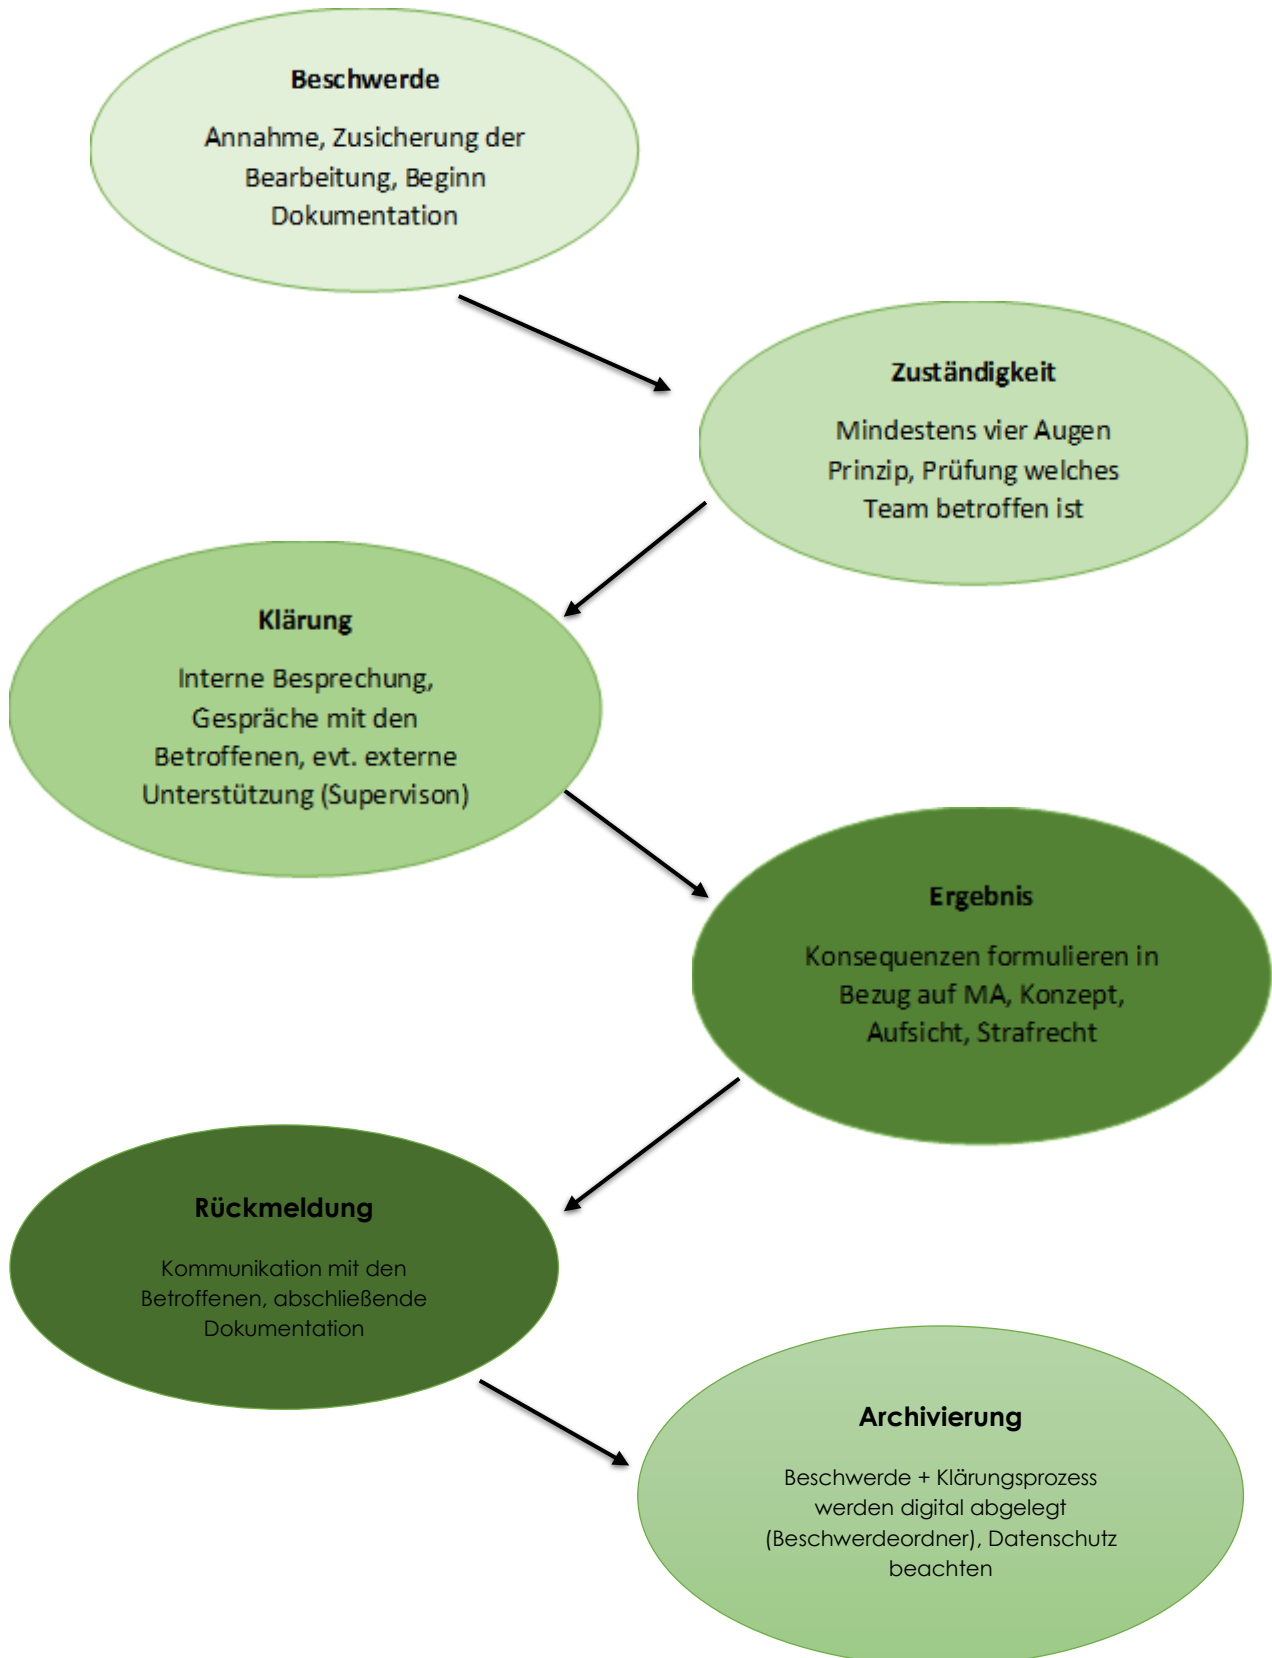 Beschwerde
Annahme, Zusicherung der
Bearbeitung, Beginn
Dokumentation
Zuständigkeit
Mindestens vier Augen
Prinzip, Prüfung welches
Team betroffen ist
Klärung
Interne Besprechung,
Gespräche mit den
Betroffenen, evt. externe
Unterstützung (Supervison)
Ergebnis
Konsequenzen formulieren in
Bezug auf MA, Konzept,
Aufsicht, Strafrecht
Rückmeldung
Kommunikation mit den
Betroffenen, abschließende
Dokumentation
Archivierung
Beschwerde + Klärungsprozess
werden digital abgelegt
(Beschwerdeordner), Datenschutz
beachten